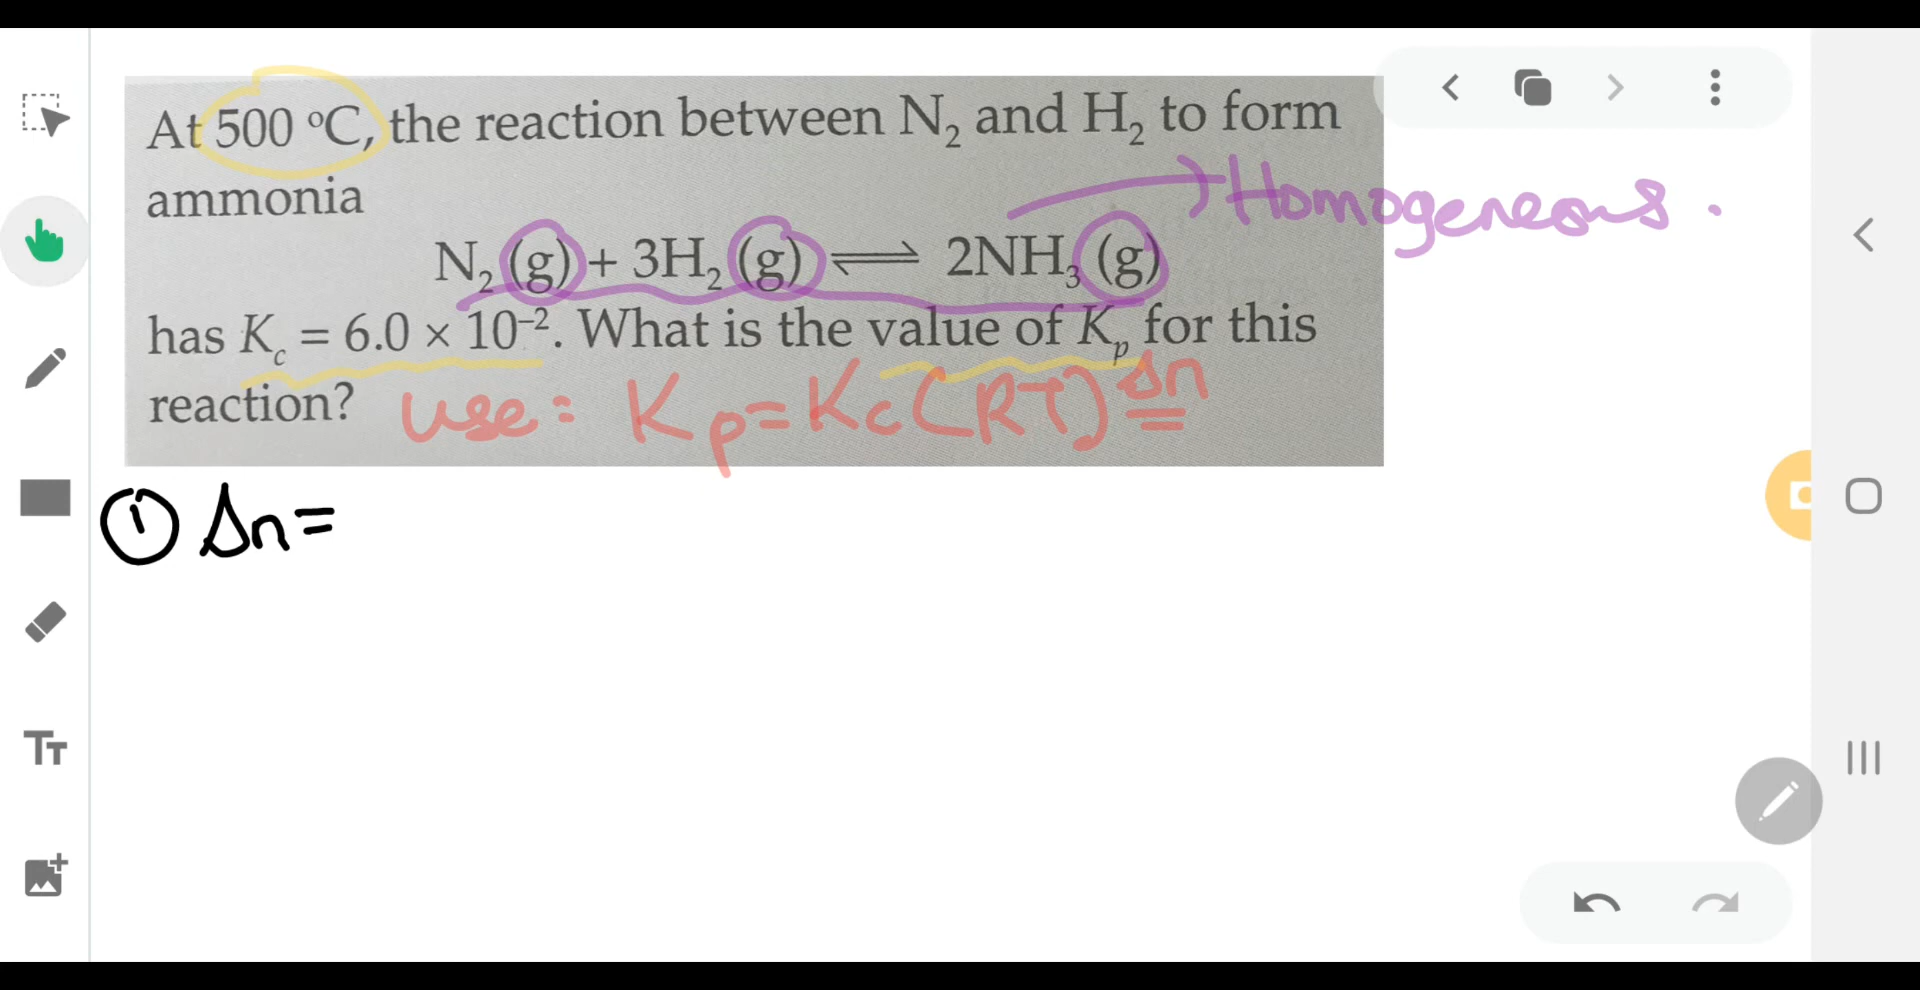 At 500 °C, the reaction between N₂ and H₂ to form
ammonia
Homogeneous.
N₂ (g) + 3H₂ (g) ⇌ 2NH₃ (g)
has K꜀ = 6.0 × 10⁻². What is the value of Kₚ for this
reaction?
use: Kₚ = Kc (RT)^Δn
① Δn =
TT